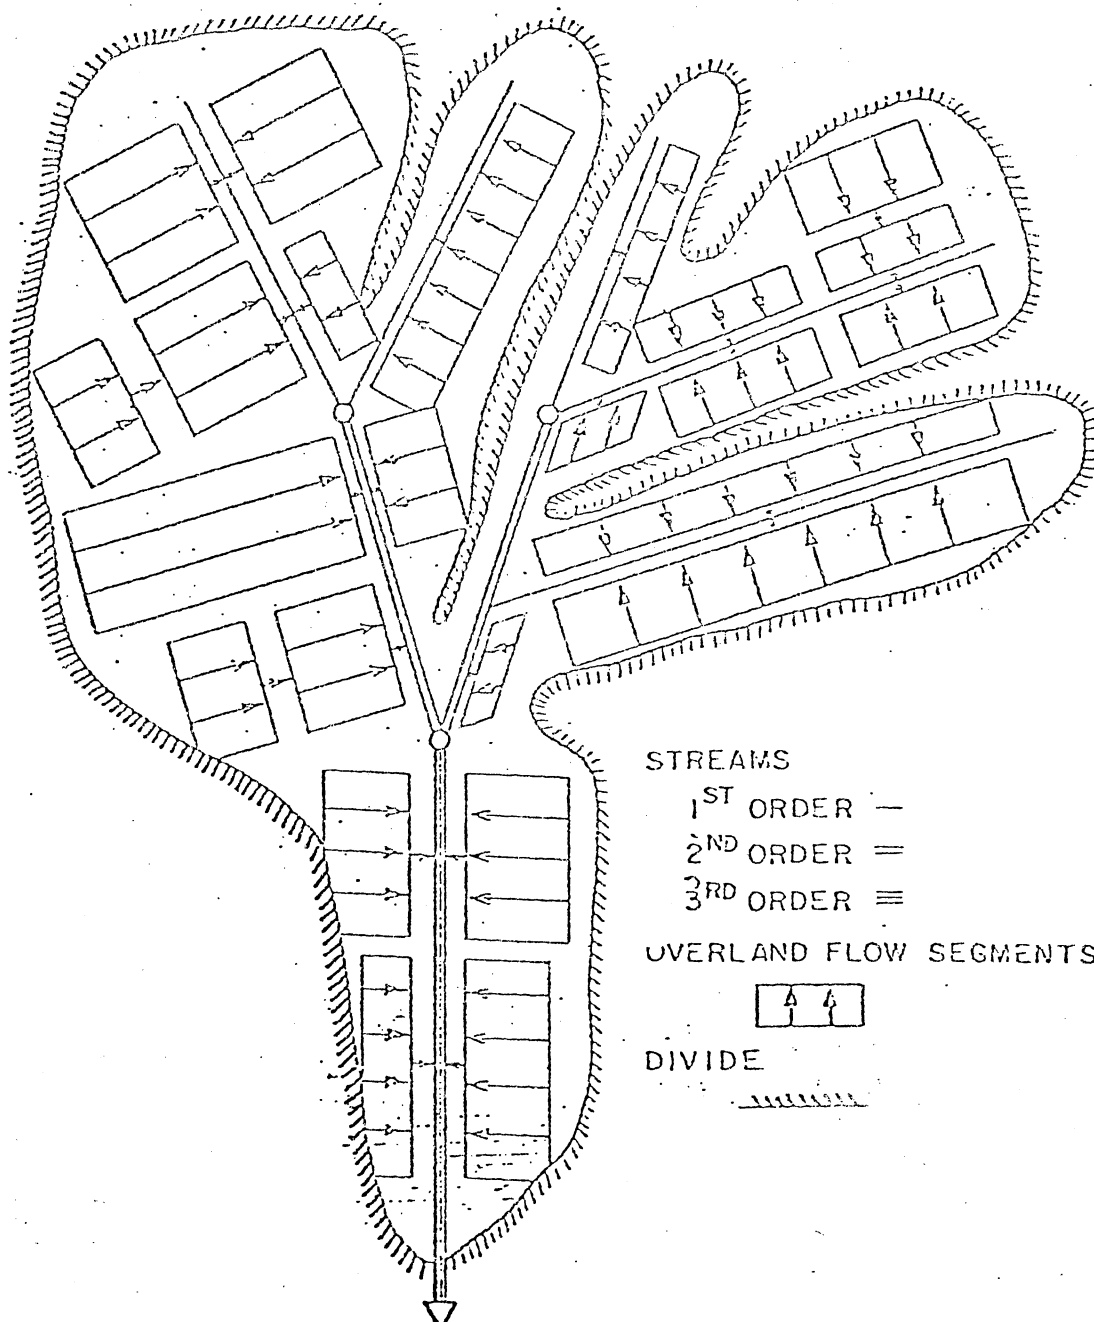 STREAMS
1ST ORDER —
2ND ORDER =
3RD ORDER ≡
OVERLAND FLOW SEGMENTS
DIVIDE